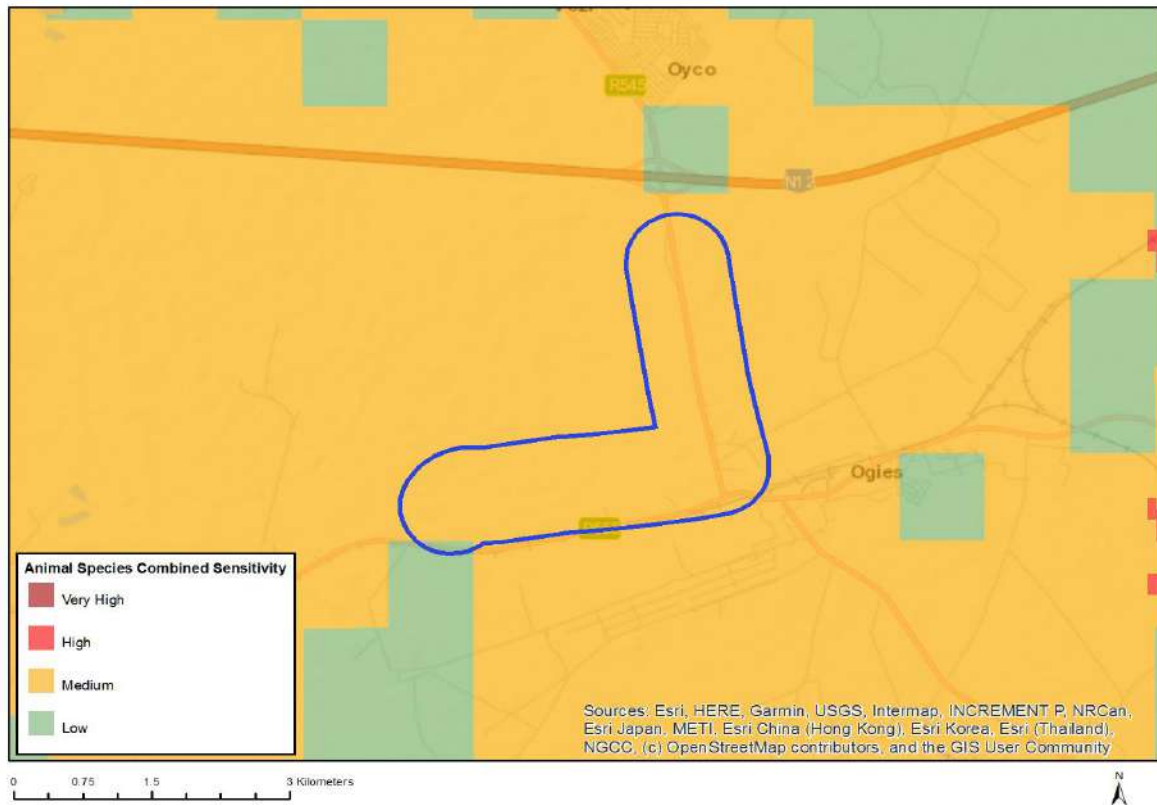 Oyco
R545
N12
Ogies
Animal Species Combined Sensitivity
Very High
High
Medium
Low
Sources: Esri, HERE, Garmin, USGS, Intermap, INCREMENT P, NRCan,
Esri Japan, METI, Esri China (Hong Kong), Esri Korea, Esri (Thailand),
NGCC, (c) OpenStreetMap contributors, and the GIS User Community
0 0.75 1.5 3 Kilometers
N